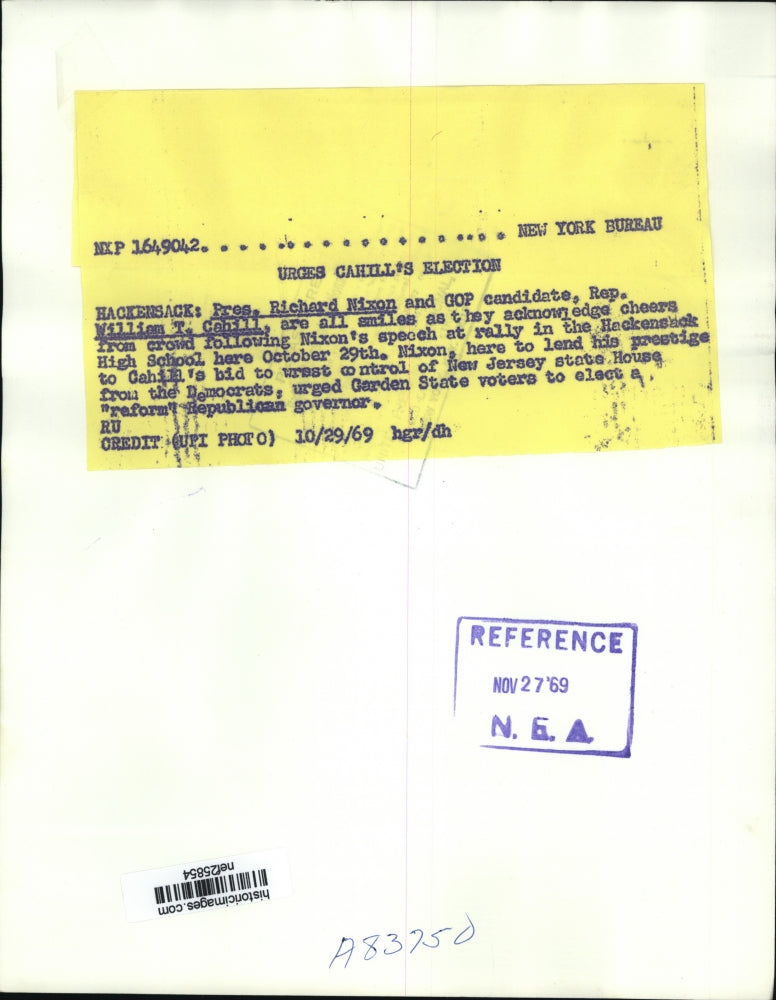 NXP 1649042. . . . . . . . . . . . . . . . . . . NEW YORK BUREAU
URGES CAHILL'S ELECTION
HACKENSACK: Pres. Richard Nixon and GOP candidate, Rep.
William T. Cahill, are all smiles as they acknowledge cheers
from crowd following Nixon's speech at rally in the Hackensack
High School here October 29th. Nixon, here to lend his prestige
to Cahill's bid to wrest control of New Jersey state House
from the Democrats, urged Garden State voters to elect a
"reform" Republican governor.
RU
CREDIT (UPI PHOTO) 10/29/69 hgr/dh
REFERENCE
NOV 27 '69
N. E. A.
historicimages.com
nef25854
A83750